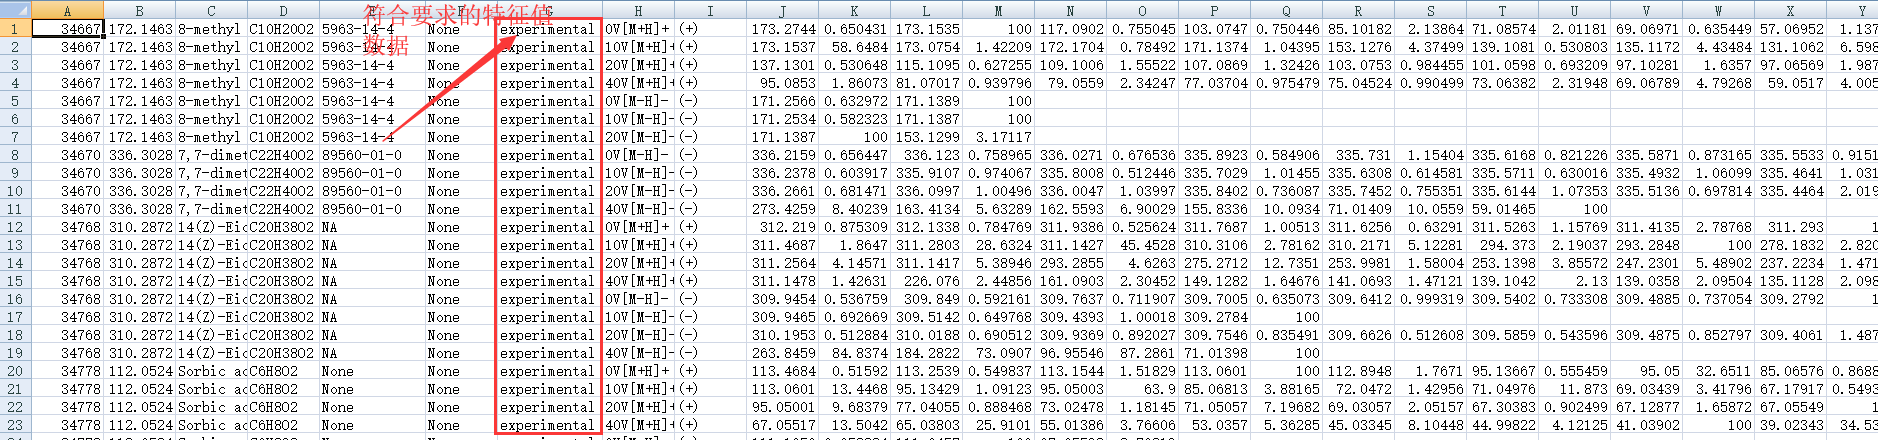 符合要求的特征值
数据
A B C D E F G H I J K L M N O P Q R S T U V W X Y
1 34667 172.1463 8-methyl C10H20O2 5963-14-4 None experimental 0V[M+H]+ (+) 173.2744 0.650431 173.1535 100 117.0902 0.755045 103.0747 0.750446 85.10182 2.13864 71.08574 2.01181 69.06971 0.635449 57.06952 1.137
2 34667 172.1463 8-methyl C10H20O2 5963-14-4 None experimental 10V[M+H]+ (+) 173.1537 58.6484 173.0754 1.42209 172.1704 0.78492 171.1374 1.04395 153.1276 4.37499 139.1081 0.530803 135.1172 4.43484 131.1062 6.598
3 34667 172.1463 8-methyl C10H20O2 5963-14-4 None experimental 20V[M+H]+ (+) 137.1301 0.530648 115.1095 0.627255 109.1006 1.55522 107.0869 1.32426 103.0753 0.984455 101.0598 0.693209 97.10281 1.6357 97.06569 1.987
4 34667 172.1463 8-methyl C10H20O2 5963-14-4 None experimental 40V[M+H]+ (+) 95.0853 1.86073 81.07017 0.939796 79.0559 2.34247 77.03704 0.975479 75.04524 0.990499 73.06382 2.31948 69.06789 4.79268 59.0517 4.005
5 34667 172.1463 8-methyl C10H20O2 5963-14-4 None experimental 0V[M-H]- (-) 171.2566 0.632972 171.1389 100
6 34667 172.1463 8-methyl C10H20O2 5963-14-4 None experimental 10V[M-H]- (-) 171.2534 0.582323 171.1387 100
7 34667 172.1463 8-methyl C10H20O2 5963-14-4 None experimental 20V[M-H]- (-) 171.1387 100 153.1299 3.17117
8 34670 336.3028 7,7-dimet C22H40O2 89560-01-0 None experimental 0V[M-H]- (-) 336.2159 0.656447 336.123 0.758965 336.0271 0.676536 335.8923 0.584906 335.731 1.15404 335.6168 0.821226 335.5871 0.873165 335.5533 0.9151
9 34670 336.3028 7,7-dimet C22H40O2 89560-01-0 None experimental 10V[M-H]- (-) 336.2378 0.603917 335.9107 0.974067 335.8008 0.512446 335.7029 1.01455 335.6308 0.614581 335.5711 0.630016 335.4932 1.06099 335.4641 1.031
10 34670 336.3028 7,7-dimet C22H40O2 89560-01-0 None experimental 20V[M-H]- (-) 336.2661 0.681471 336.0997 1.00496 336.0047 1.03997 335.8402 0.736087 335.7452 0.755351 335.6144 1.07353 335.5136 0.697814 335.4464 2.019
11 34670 336.3028 7,7-dimet C22H40O2 89560-01-0 None experimental 40V[M-H]- (-) 273.4259 8.40239 163.4134 5.63289 162.5593 6.90029 155.8336 10.0934 71.01409 10.0559 59.01465 100
12 34768 310.2872 14(Z)-Eic C20H38O2 NA None experimental 0V[M+H]+ (+) 312.219 0.875309 312.1338 0.784769 311.9386 0.525624 311.7687 1.00513 311.6256 0.63291 311.5263 1.15769 311.4135 2.78768 311.293 1
13 34768 310.2872 14(Z)-Eic C20H38O2 NA None experimental 10V[M+H]+ (+) 311.4687 1.8647 311.2803 28.6324 311.1427 45.4528 310.3106 2.78162 310.2171 5.12281 294.373 2.19037 293.2848 100 278.1832 2.820
14 34768 310.2872 14(Z)-Eic C20H38O2 NA None experimental 20V[M+H]+ (+) 311.2564 4.14571 311.1417 5.38946 293.2855 4.6263 275.2712 12.7351 253.9981 1.58004 253.1398 3.85572 247.2301 5.48902 237.2234 1.471
15 34768 310.2872 14(Z)-Eic C20H38O2 NA None experimental 40V[M+H]+ (+) 311.1478 1.42631 226.076 2.44856 161.0903 2.30452 149.1282 1.64676 141.0693 1.47121 139.1042 2.13 139.0358 2.09504 135.1128 2.098
16 34768 310.2872 14(Z)-Eic C20H38O2 NA None experimental 0V[M-H]- (-) 309.9454 0.536759 309.849 0.592161 309.7637 0.711907 309.7005 0.635073 309.6412 0.999319 309.5402 0.733308 309.4885 0.737054 309.2792 1
17 34768 310.2872 14(Z)-Eic C20H38O2 NA None experimental 10V[M-H]- (-) 309.9465 0.692669 309.5142 0.649768 309.4393 1.00018 309.2784 100
18 34768 310.2872 14(Z)-Eic C20H38O2 NA None experimental 20V[M-H]- (-) 310.1953 0.512884 310.0188 0.690512 309.9369 0.892027 309.7546 0.835491 309.6626 0.512608 309.5859 0.543596 309.4875 0.852797 309.4061 1.487
19 34768 310.2872 14(Z)-Eic C20H38O2 NA None experimental 40V[M-H]- (-) 263.8459 84.8374 184.2822 73.0907 96.95546 87.2861 71.01398 100
20 34778 112.0524 Sorbic ac C6H8O2 None None experimental 0V[M+H]+ (+) 113.4684 0.51592 113.2539 0.549837 113.1544 1.51829 113.0601 100 112.8948 1.7671 95.13667 0.555459 95.05 32.6511 85.06576 0.8688
21 34778 112.0524 Sorbic ac C6H8O2 None None experimental 10V[M+H]+ (+) 113.0601 13.4468 95.13429 1.09123 95.05003 63.9 85.06813 3.88165 72.0472 1.42956 71.04976 11.873 69.03439 3.41796 67.17917 0.5493
22 34778 112.0524 Sorbic ac C6H8O2 None None experimental 20V[M+H]+ (+) 95.05001 9.68379 77.04055 0.888468 73.02478 1.18145 71.05057 7.19682 69.03057 2.05157 67.30383 0.902499 67.12877 1.65872 67.05549 1
23 34778 112.0524 Sorbic ac C6H8O2 None None experimental 40V[M+H]+ (+) 67.05517 13.5042 65.03803 25.9101 55.01386 3.76606 53.0357 5.36285 45.03345 8.10448 44.99822 4.12125 41.03902 100 39.02343 34.53